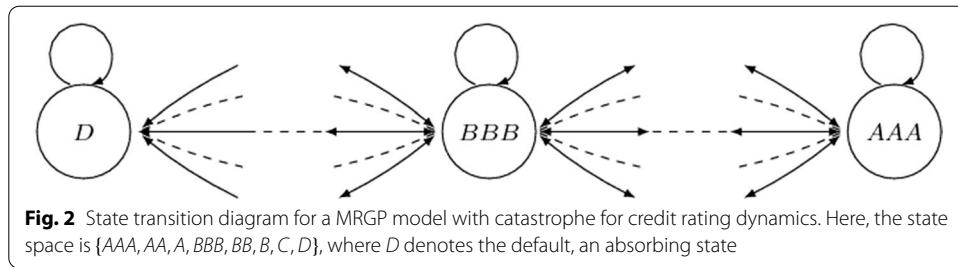 D BBB AAA
Fig. 2 State transition diagram for a MRGP model with catastrophe for credit rating dynamics. Here, the state
space is {AAA, AA, A, BBB, BB, B, C, D}, where D denotes the default, an absorbing state